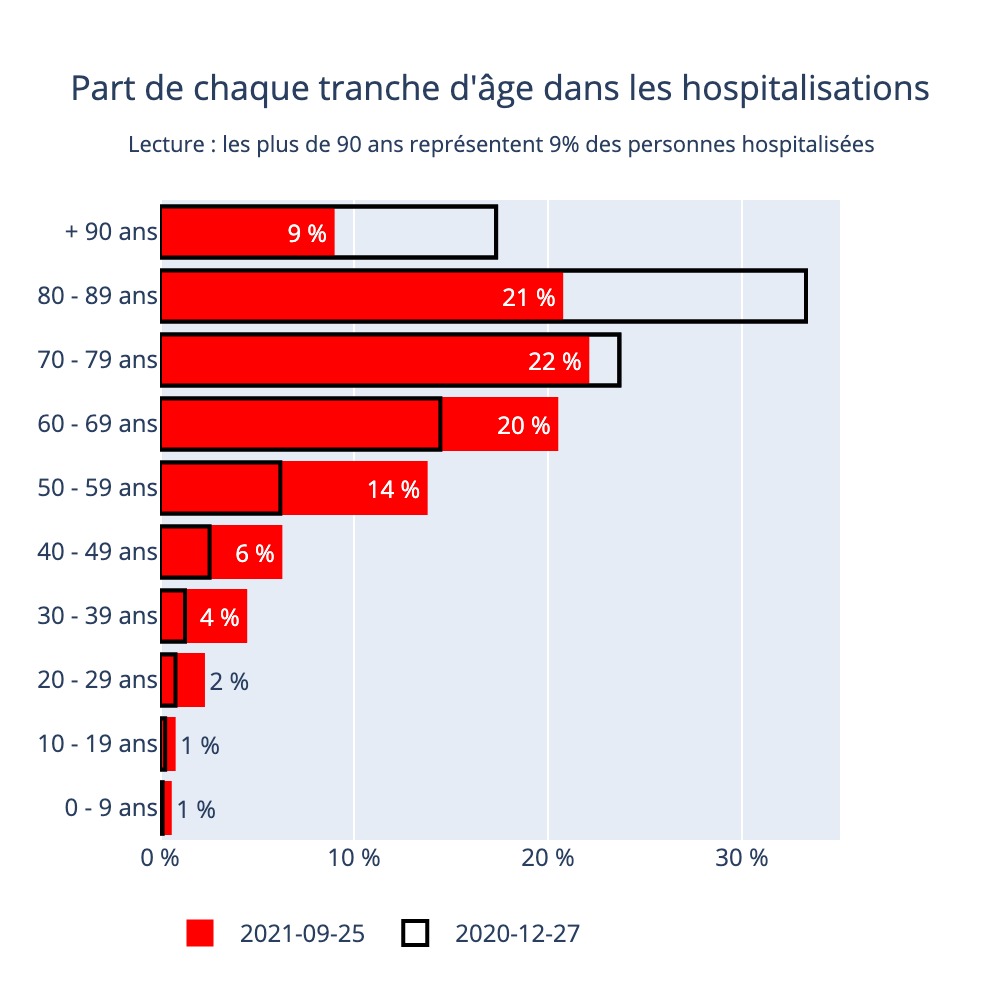 Part de chaque tranche d'âge dans les hospitalisations
Lecture : les plus de 90 ans représentent 9% des personnes hospitalisées
+ 90 ans 9 %
80 - 89 ans 21 %
70 - 79 ans 22 %
60 - 69 ans 20 %
50 - 59 ans 14 %
40 - 49 ans 6 %
30 - 39 ans 4 %
20 - 29 ans 2 %
10 - 19 ans 1 %
0 - 9 ans 1 %
0 % 10 % 20 % 30 %
2021-09-25 2020-12-27